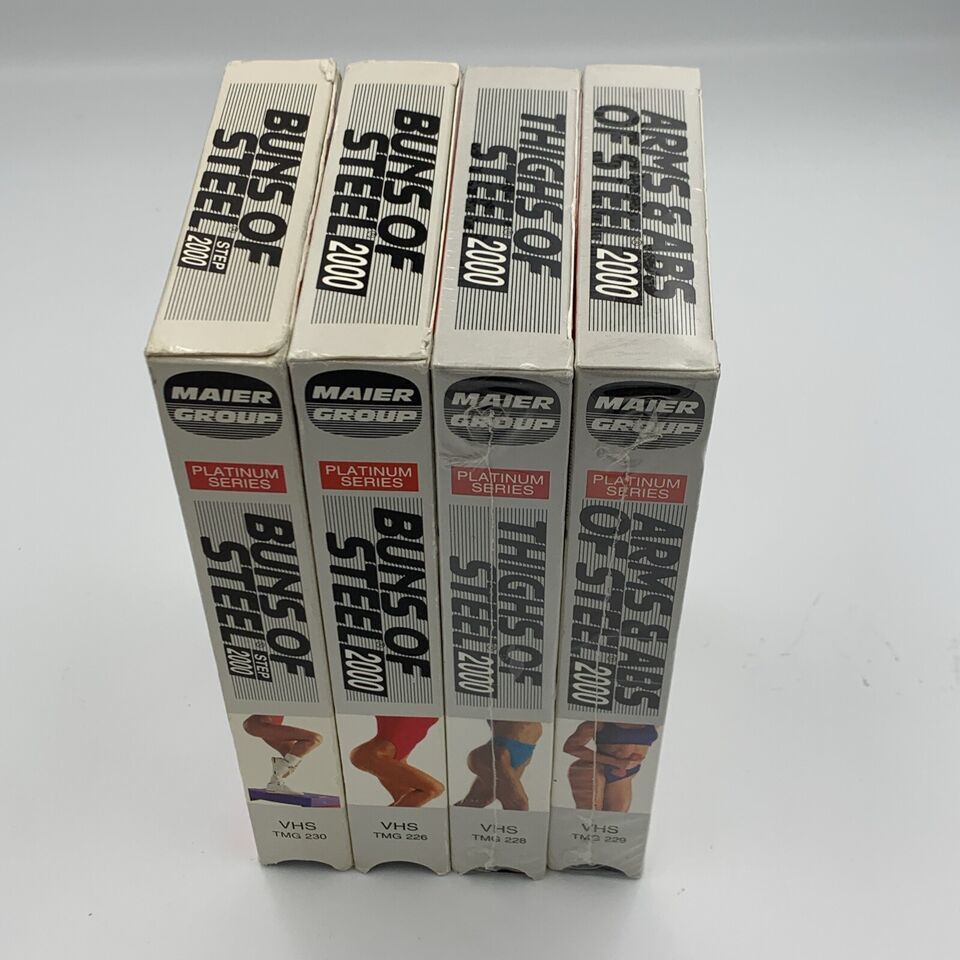 BUNS OF
STEEL STEP
2000
BUNS OF
STEEL 2000
THIGHS OF
STEEL 2000
ARMS & ABS
OF STEEL 2000
MAIER
GROUP
PLATINUM
SERIES
BUNS OF
STEEL STEP
2000
VHS
TMG 230
MAIER
GROUP
PLATINUM
SERIES
BUNS OF
STEEL 2000
VHS
TMG 226
MAIER
GROUP
PLATINUM
SERIES
THIGHS OF
STEEL 2000
VHS
TMG 228
MAIER
GROUP
PLATINUM
SERIES
ARMS & ABS
OF STEEL 2000
VHS
TMG 229